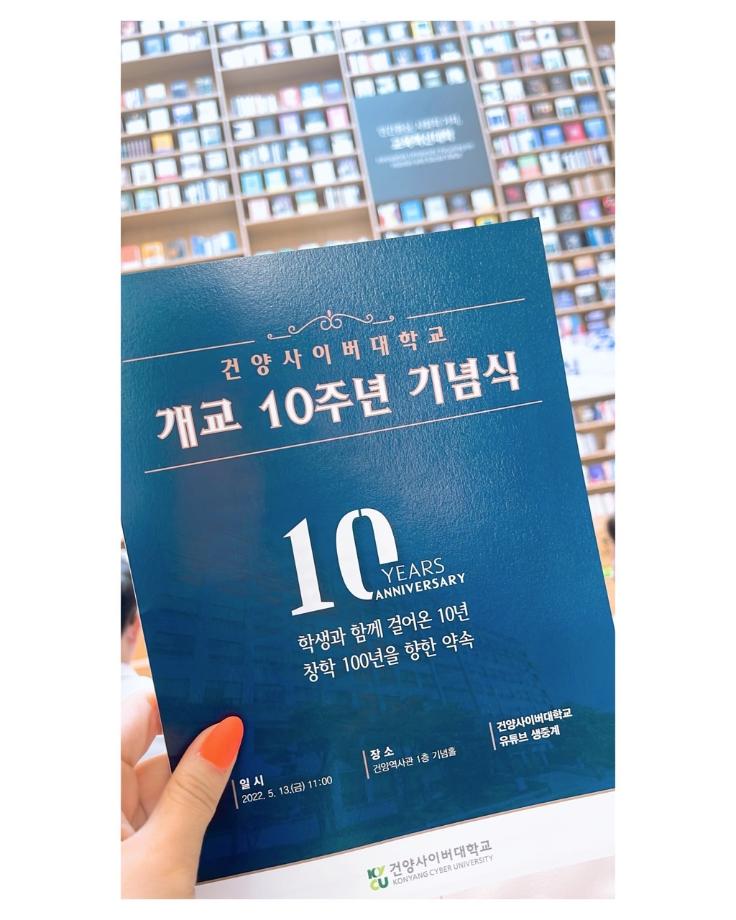 건양사이버대학교
개교 10주년 기념식
10
YEARS
ANNIVERSARY
학생과 함께 걸어온 10년
창학 100년을 향한 약속
일 시
2022. 5. 13.(금) 11:00
장 소
건양역사관 1층 기념홀
건양사이버대학교
유튜브 생중계
KY
CU
건양사이버대학교
KONYANG CYBER UNIVERSITY